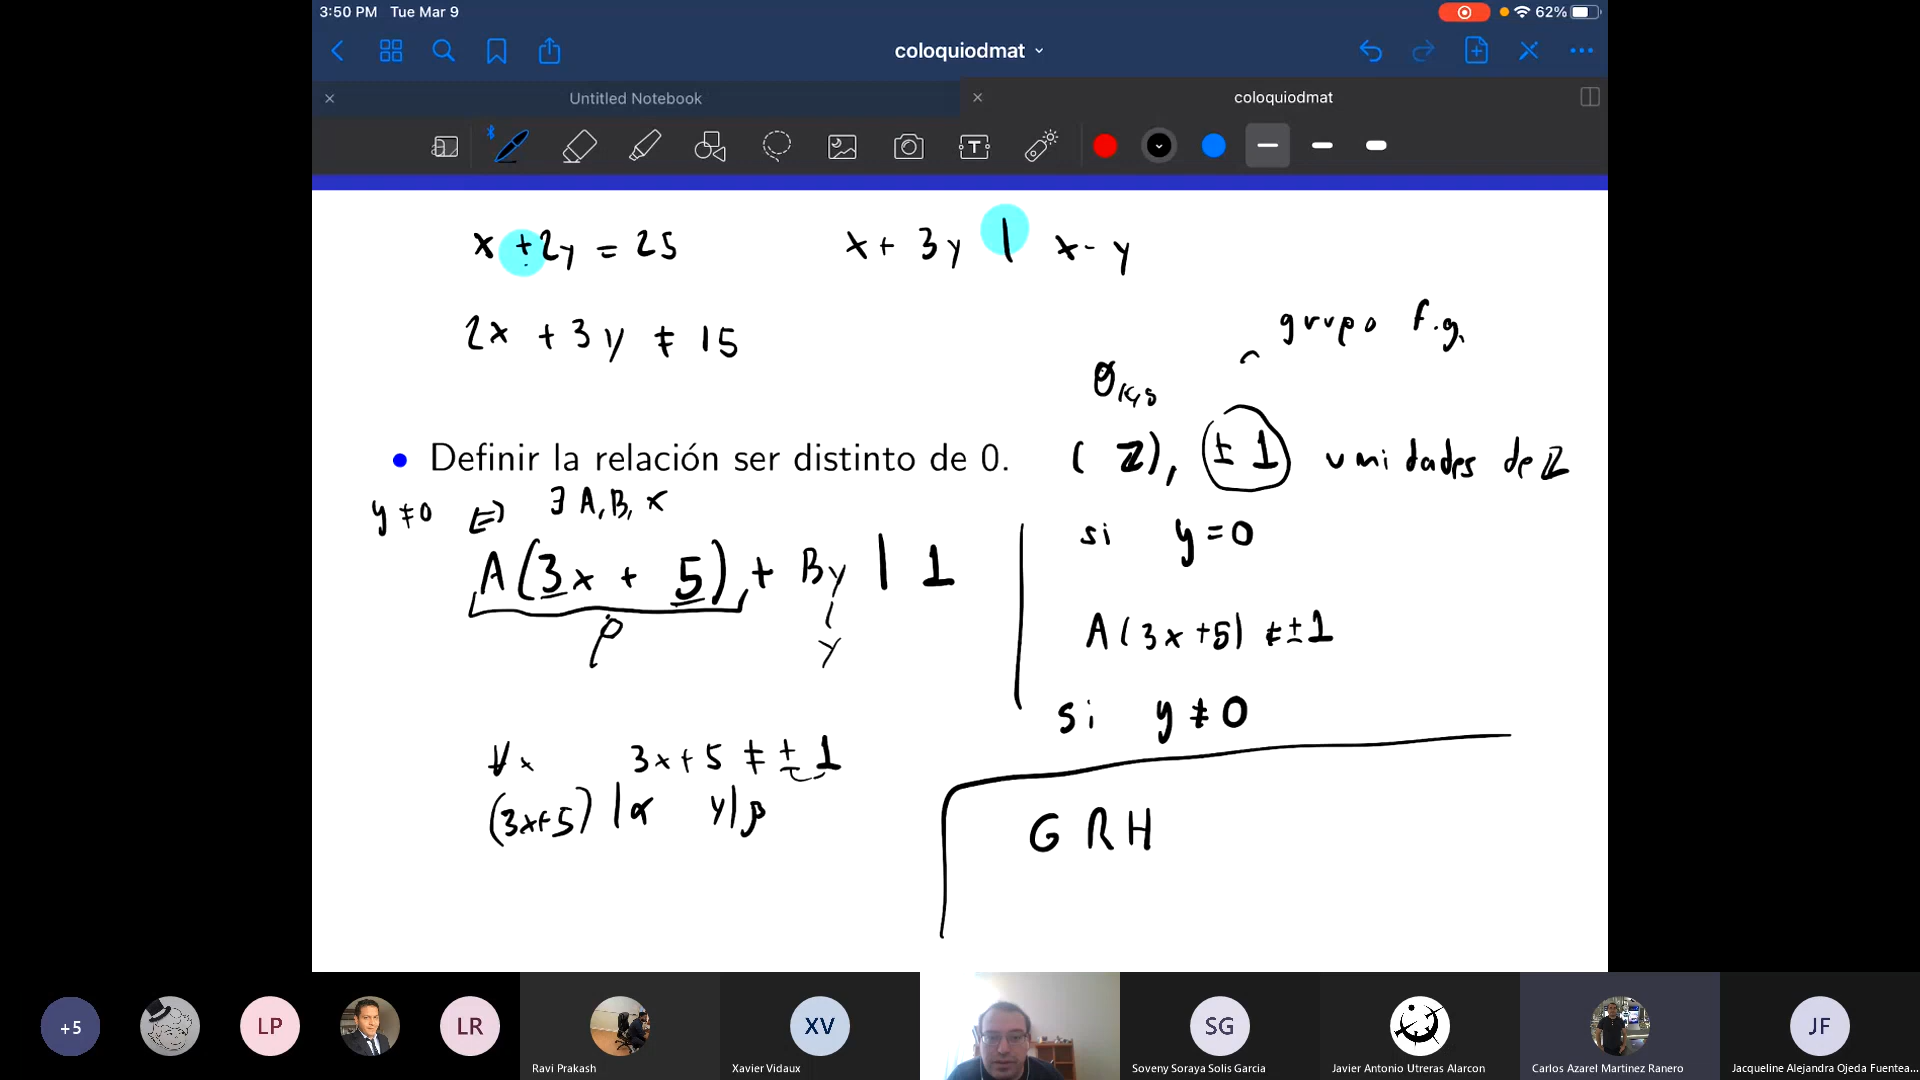 3:50 PM Tue Mar 9
62%
coloquiodmat
Untitled Notebook
coloquiodmat
x + 2y = 25
x + 3y | x - y
2x + 3y ≠ 15
grupo f.g.
O_{K,S}
• Definir la relación ser distinto de 0.
(ℤ), ±1 unidades de ℤ
y ≠ 0 ⇔ ∃ A, B, x
A(3x + 5) + By | 1
ρ
y
si y = 0
A(3x + 5) ≠ ±1
si y ≠ 0
∀x 3x + 5 ≠ ±1
(3x+5) | α y | β
GRH
+5
LP
LR
Ravi Prakash
XV
Xavier Vidaux
SG
Soveny Soraya Solis Garcia
Javier Antonio Utreras Alarcon
Carlos Azarel Martinez Ranero
JF
Jacqueline Alejandra Ojeda Fuentea...